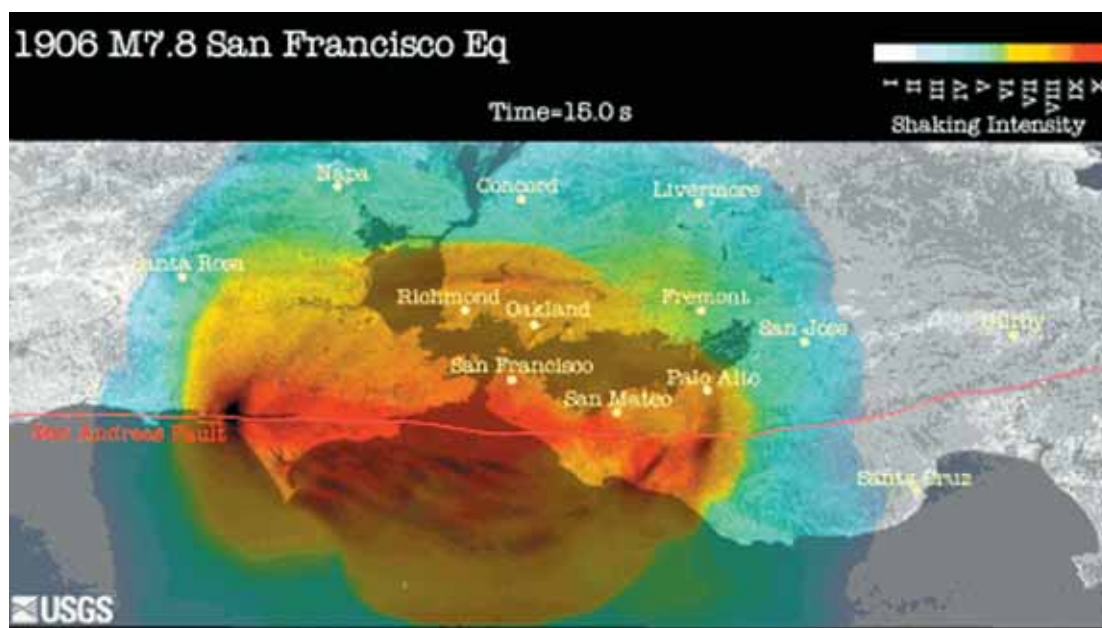 1906 M7.8 San Francisco Eq
Time=15.0 s
I II III IV V VI VII VIII IX X
Shaking Intensity
Napa
Concord
Livermore
Santa Rosa
Richmond
Oakland
Fremont
San Jose
Gilroy
San Francisco
Palo Alto
San Mateo
San Andreas Fault
Santa Cruz
USGS